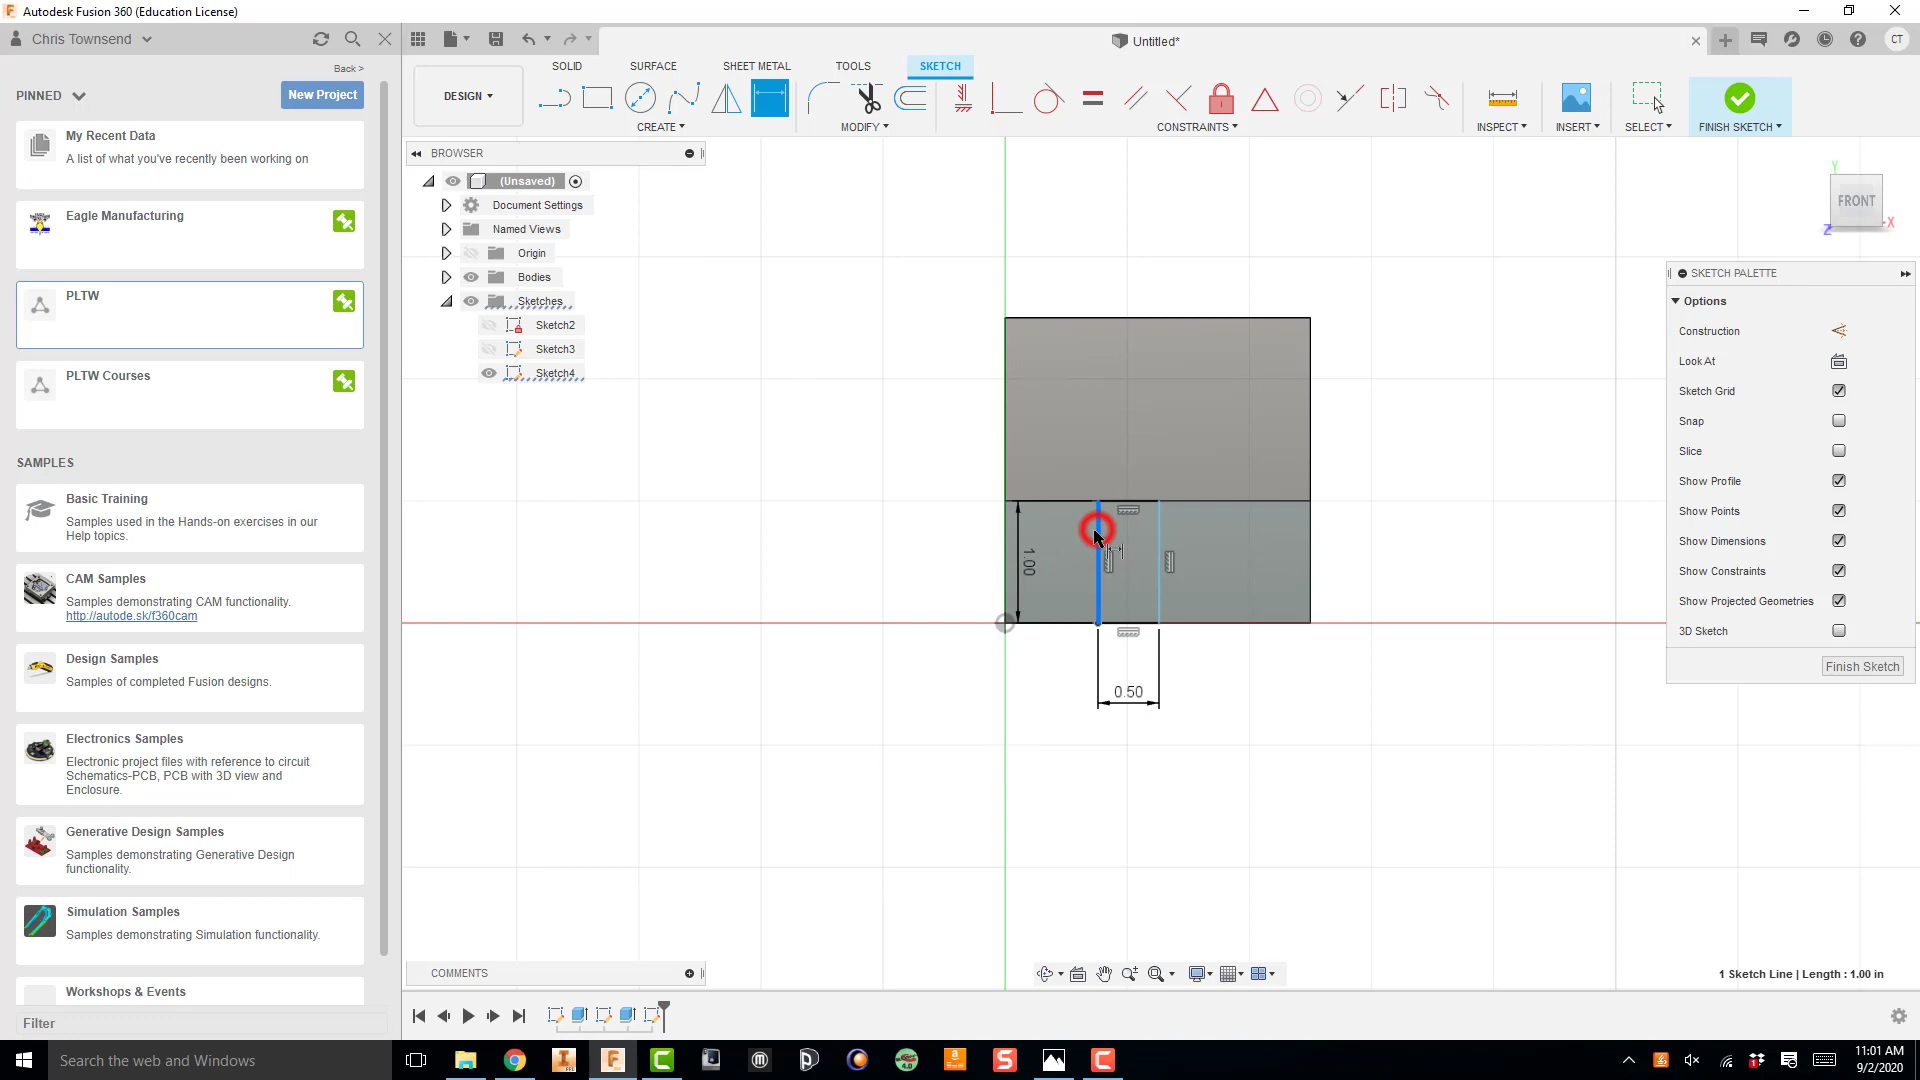 Autodesk Fusion 360 (Education License)
Chris Townsend
Untitled*
CT
Back >
PINNED
New Project
My Recent Data
A list of what you've recently been working on
Eagle Manufacturing
PLTW
PLTW Courses
SAMPLES
Basic Training
Samples used in the Hands-on exercises in our
Help topics.
CAM Samples
Samples demonstrating CAM functionality.
http://autode.sk/f360cam
Design Samples
Samples of completed Fusion designs.
Electronics Samples
Electronic project files with reference to circuit
Schematics-PCB, PCB with 3D view and
Enclosure.
Generative Design Samples
Samples demonstrating Generative Design
functionality.
Simulation Samples
Samples demonstrating Simulation functionality.
Workshops & Events
Filter
DESIGN
SOLID
SURFACE
SHEET METAL
TOOLS
SKETCH
CREATE
MODIFY
CONSTRAINTS
INSPECT
INSERT
SELECT
FINISH SKETCH
BROWSER
(Unsaved)
Document Settings
Named Views
Origin
Bodies
Sketches
Sketch2
Sketch3
Sketch4
Y
FRONT
X
Z
1.00
0.50
SKETCH PALETTE
Options
Construction
Look At
Sketch Grid
Snap
Slice
Show Profile
Show Points
Show Dimensions
Show Constraints
Show Projected Geometries
3D Sketch
Finish Sketch
COMMENTS
1 Sketch Line | Length : 1.00 in
Search the web and Windows
4.0
11:01 AM
9/2/2020